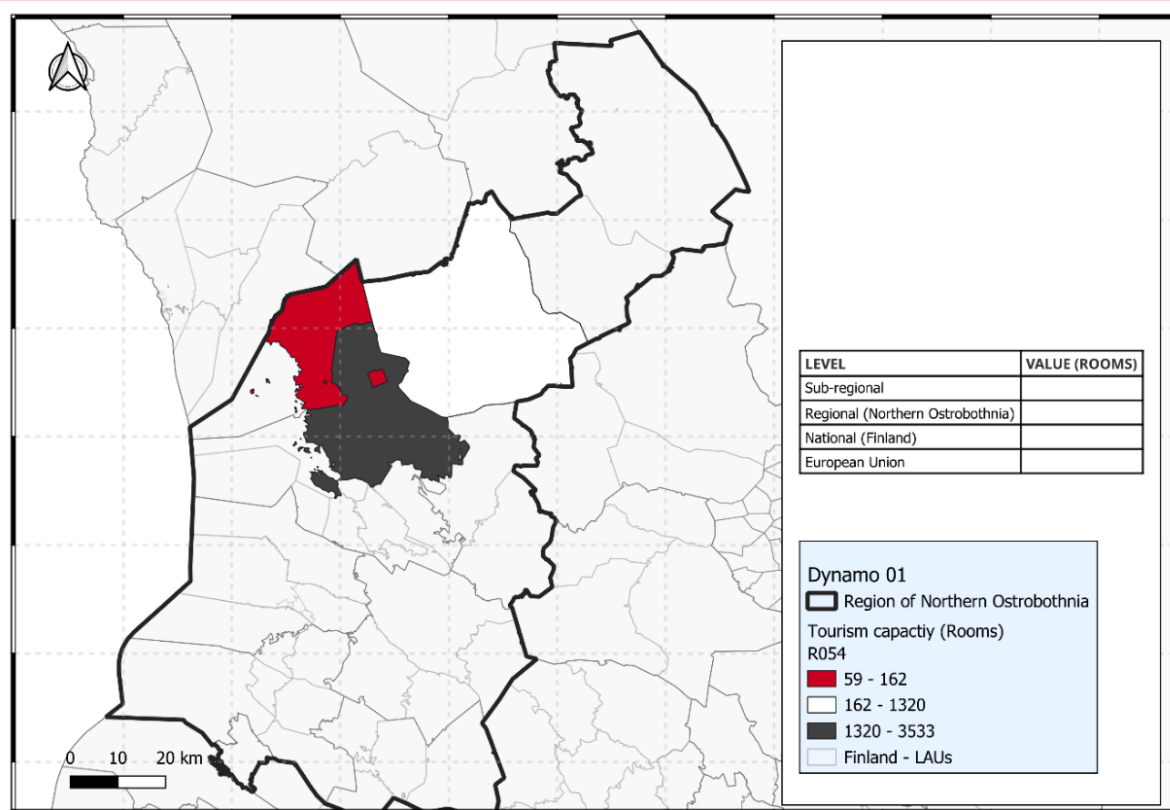 LEVEL VALUE (ROOMS)
Sub-regional
Regional (Northern Ostrobothnia)
National (Finland)
European Union
Dynamo 01
Region of Northern Ostrobothnia
Tourism capactiy (Rooms)
R054
59 - 162
162 - 1320
1320 - 3533
Finland - LAUs
0 10 20 km